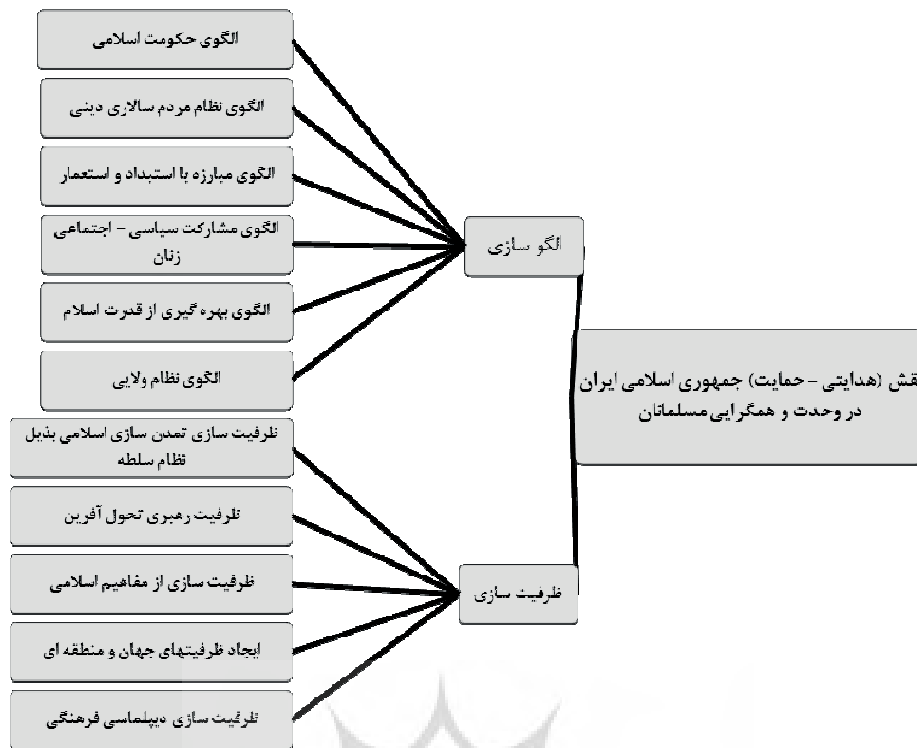 نقش (هدایتی - حمایت) جمهوری اسلامی ایران
در وحدت و همگرایی مسلماتان
الگو سازی
الگوی حکومت اسلامی
الگوی نظام مردم سالاری دینی
الگوی مبارزه با استبداد و استعمار
الگوی مشارکت سیاسی - اجتماعی
زنان
الگوی بهره گیری از قدرت اسلام
الگوی نظام ولایی
ظرفیت سازی
ظرفیت سازی تمدن سازی اسلامی بدیل
نظام سلطه
ظرفیت رهبری تحول آفرین
ظرفیت سازی از مفاهیم اسلامی
ایجاد ظرفیتهای جهان و منطقه ای
ظرفیت سازی دیپلماسی فرهنگی